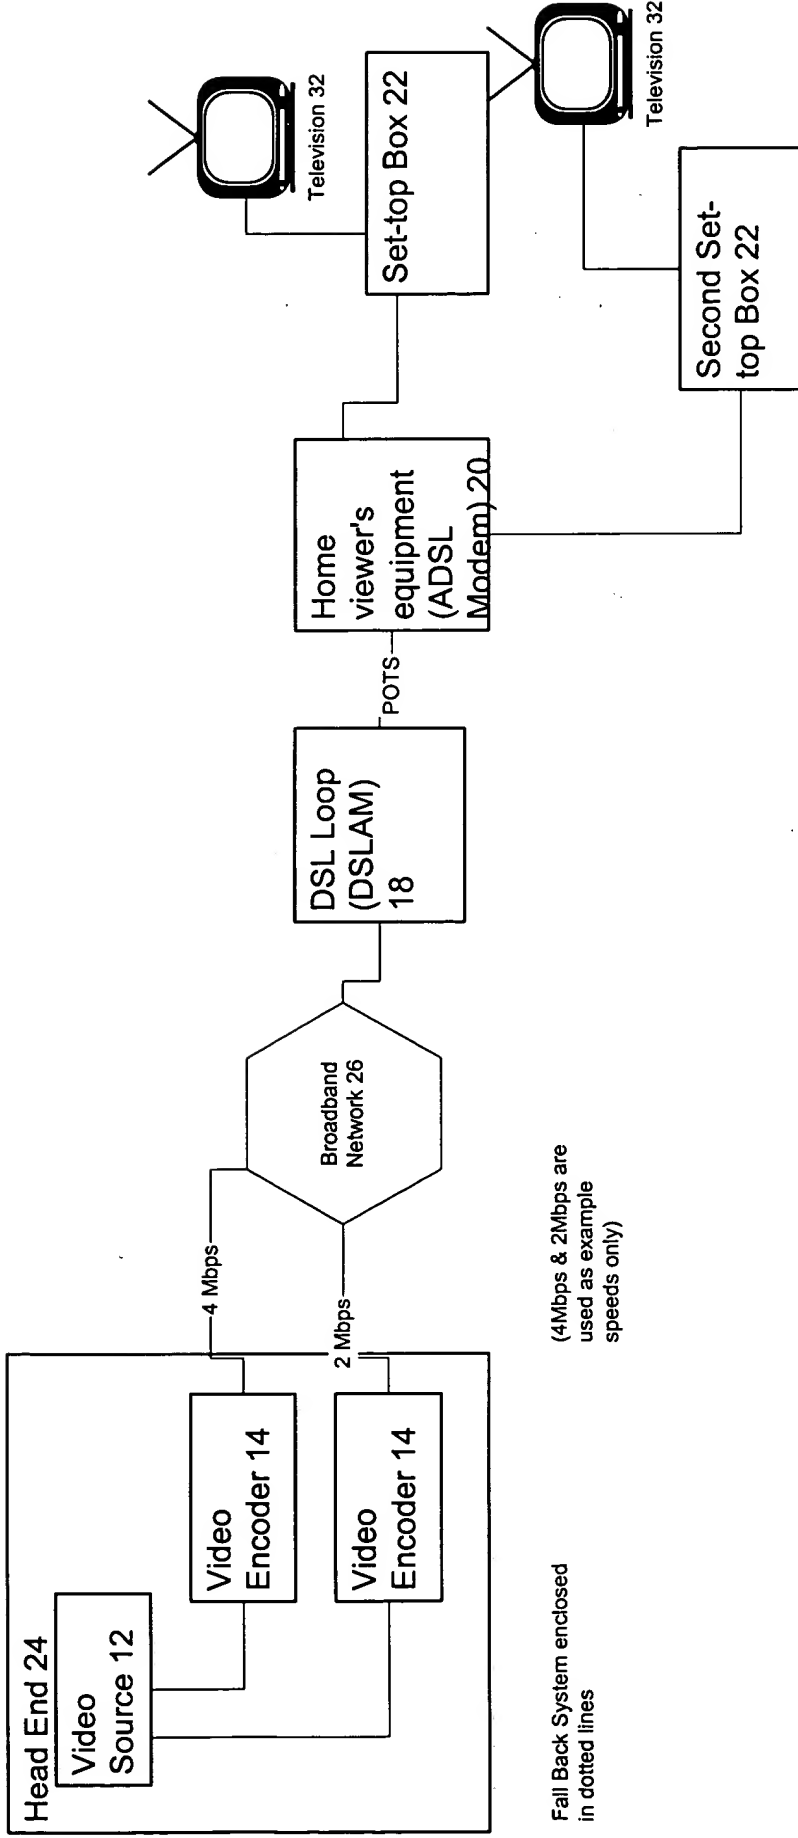 Head End 24
Video
Source 12
Video
Encoder 14
Video
Encoder 14
4 Mbps
2 Mbps
Broadband
Network 26
DSL Loop
(DSLAM)
18
POTS
Home
viewer's
equipment
(ADSL
Modem) 20
Set-top Box 22
Television 32
Second Set-
top Box 22
Television 32
Fall Back System enclosed
in dotted lines
(4Mbps & 2Mbps are
used as example
speeds only)